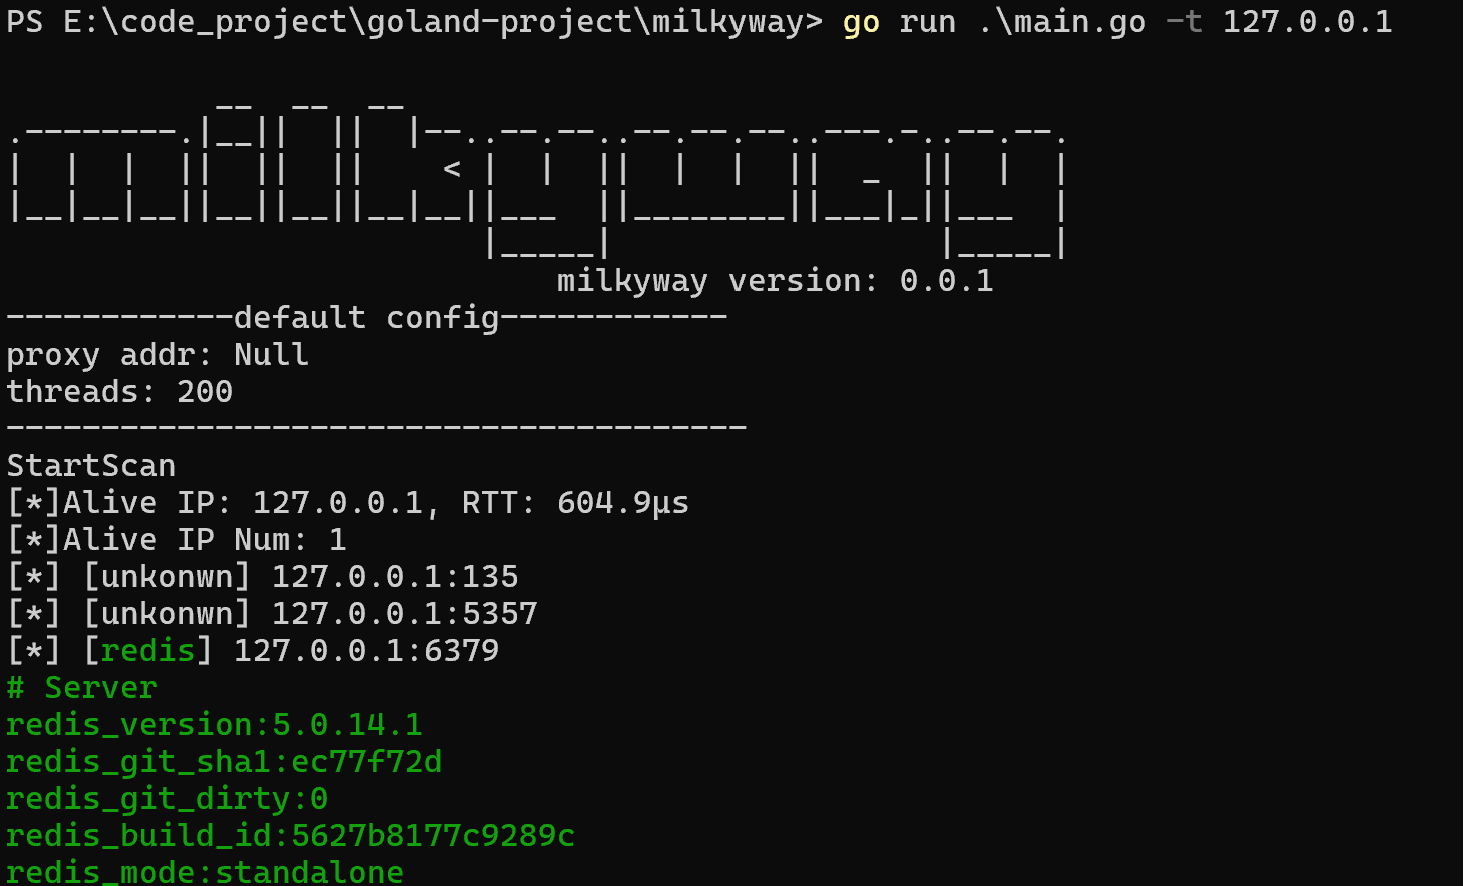 PS E:\code_project\goland-project\milkyway> go run .\main.go -t 127.0.0.1
milkyway
milkyway version: 0.0.1
------------default config------------
proxy addr: Null
threads: 200
---------------------------------------
StartScan
[*]Alive IP: 127.0.0.1, RTT: 604.9µs
[*]Alive IP Num: 1
[*] [unkonwn] 127.0.0.1:135
[*] [unkonwn] 127.0.0.1:5357
[*] [redis] 127.0.0.1:6379
# Server
redis_version:5.0.14.1
redis_git_sha1:ec77f72d
redis_git_dirty:0
redis_build_id:5627b8177c9289c
redis_mode:standalone